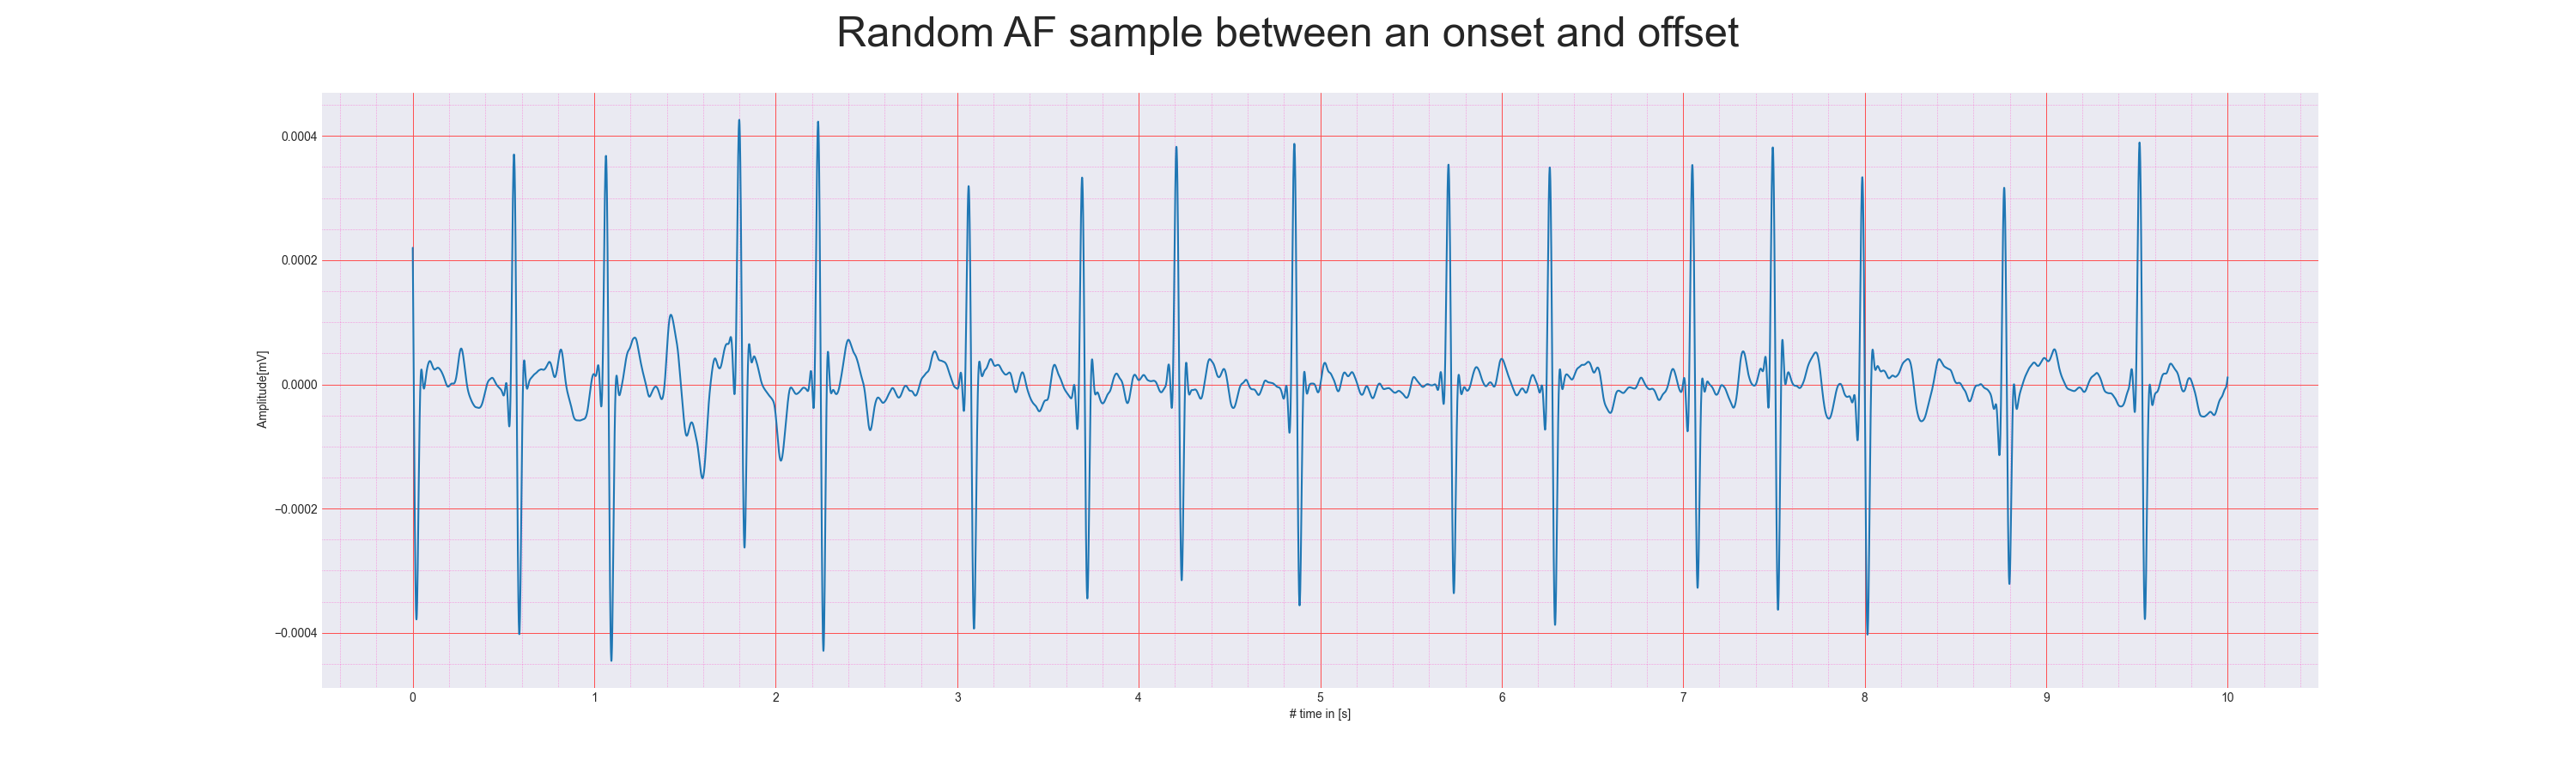 Random AF sample between an onset and offset
0.0004
0.0002
0.0000
−0.0002
−0.0004
Amplitude[mV]
0 1 2 3 4 5 6 7 8 9 10
# time in [s]